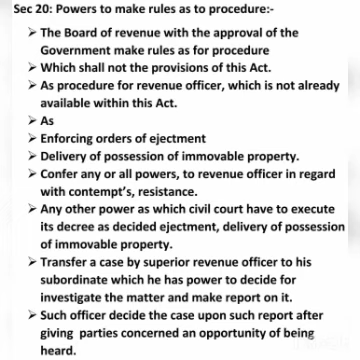 Sec 20: Powers to make rules as to procedure:-
➢ The Board of revenue with the approval of the
Government make rules as for procedure
➢ Which shall not the provisions of this Act.
➢ As procedure for revenue officer, which is not already
available within this Act.
➢ As
➢ Enforcing orders of ejectment
➢ Delivery of possession of immovable property.
➢ Confer any or all powers, to revenue officer in regard
with contempt's, resistance.
➢ Any other power as which civil court have to execute
its decree as decided ejectment, delivery of possession
of immovable property.
➢ Transfer a case by superior revenue officer to his
subordinate which he has power to decide for
investigate the matter and make report on it.
➢ Such officer decide the case upon such report after
giving parties concerned an opportunity of being
heard.